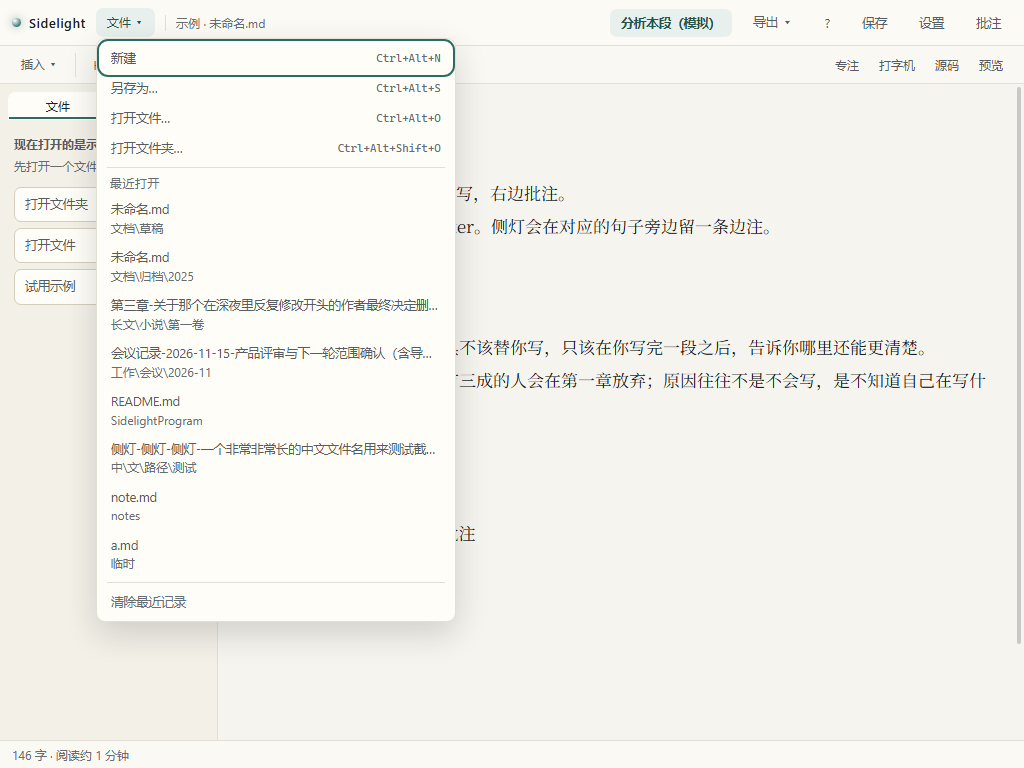 Sidelight
文件
示例 · 未命名.md
分析本段（模拟）
导出
?
保存
设置
批注
插入
专注
打字机
源码
预览
文件
现在打开的是示
先打开一个文件
打开文件夹
打开文件
试用示例
新建 Ctrl+Alt+N
另存为... Ctrl+Alt+S
打开文件... Ctrl+Alt+O
打开文件夹... Ctrl+Alt+Shift+O
最近打开
未命名.md
文档\草稿
未命名.md
文档\归档\2025
第三章-关于那个在深夜里反复修改开头的作者最终决定删...
长文\小说\第一卷
会议记录-2026-11-15-产品评审与下一轮范围确认（含导...
工作\会议\2026-11
README.md
SidelightProgram
侧灯-侧灯-侧灯-一个非常非常长的中文文件名用来测试截...
中\文\路径\测试
note.md
notes
a.md
临时
清除最近记录
写，右边批注。
er。侧灯会在对应的句子旁边留一条边注。
不该替你写，只该在你写完一段之后，告诉你哪里还能更清楚。
三成的人会在第一章放弃；原因往往不是不会写，是不知道自己在写什
注
146 字 · 阅读约 1 分钟